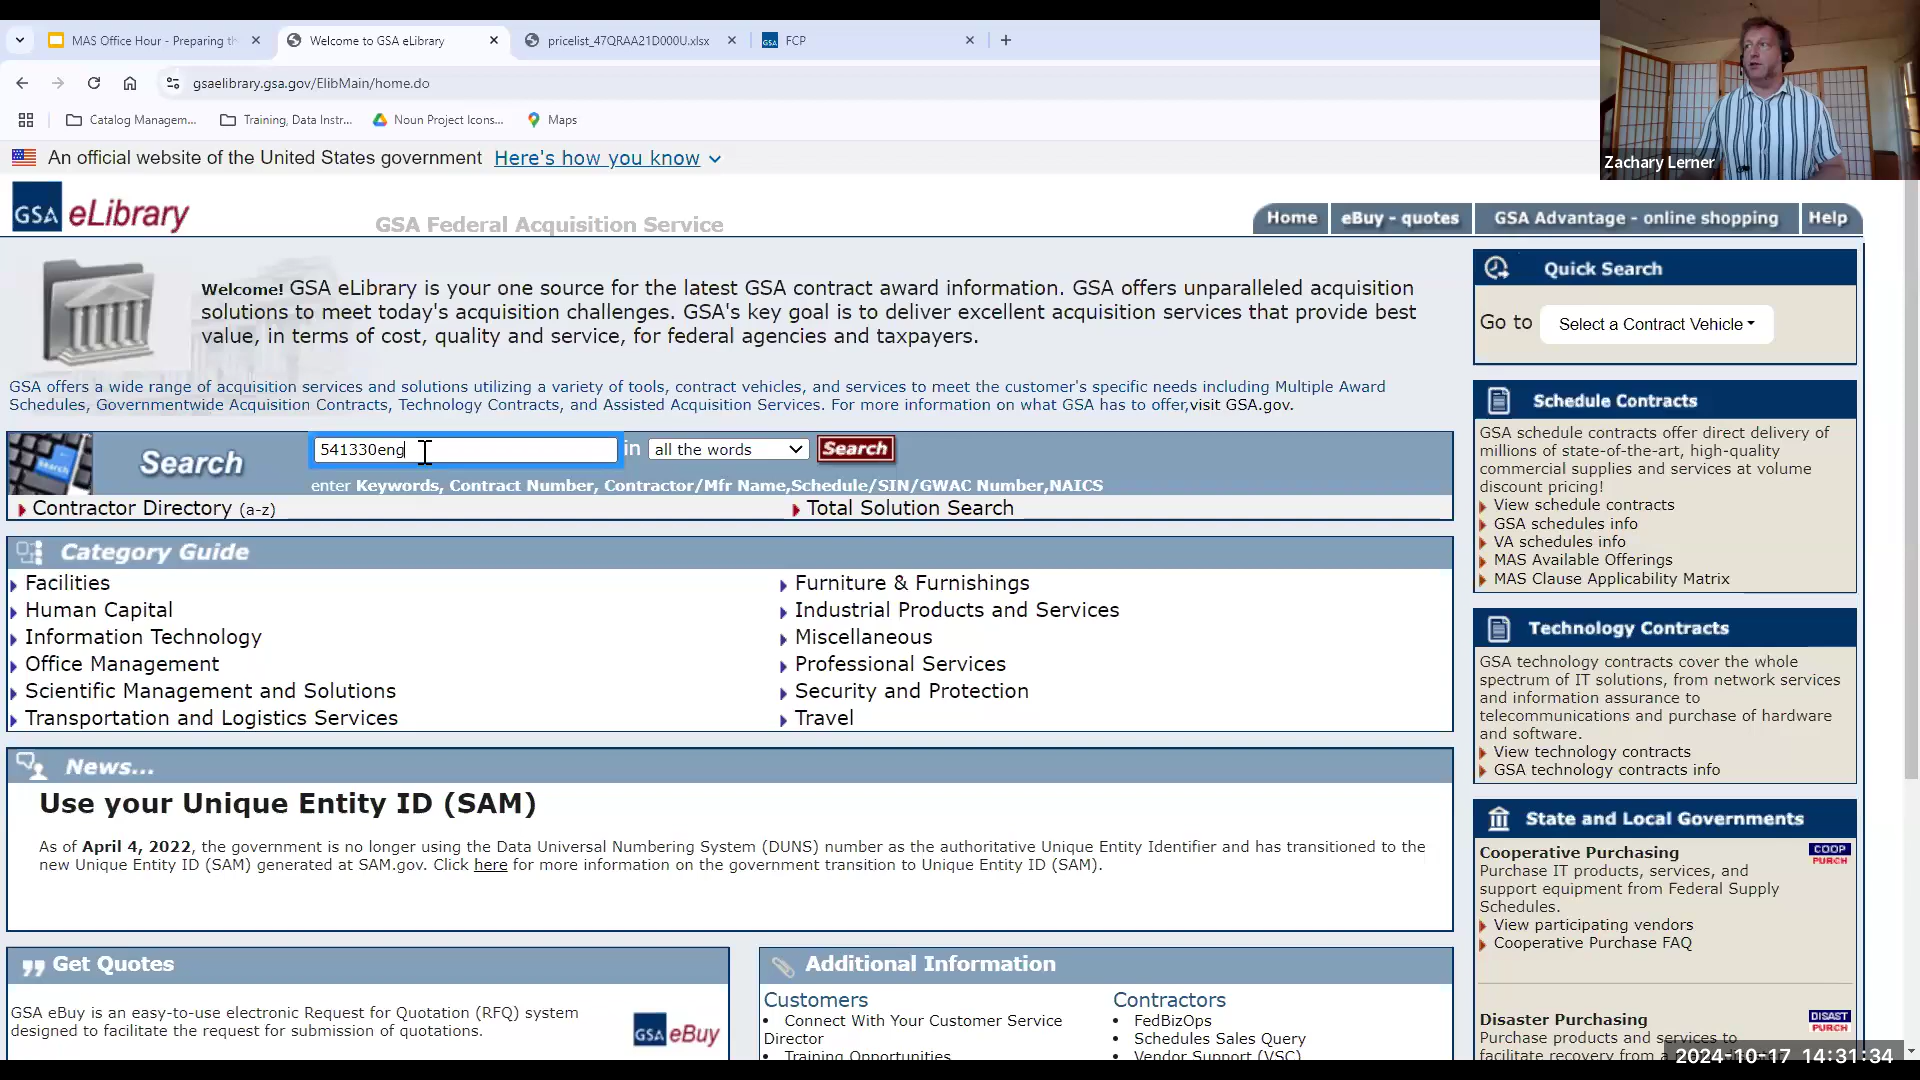 MAS Office Hour - Preparing th
Welcome to GSA eLibrary
pricelist_47QRAA21D000U.xlsx
GSA
FCP
gsaelibrary.gsa.gov/ElibMain/home.do
Catalog Managem...
Training, Data Instr...
Noun Project Icons...
Maps
Zachary Lerner
An official website of the United States government Here's how you know
GSA eLibrary
GSA Federal Acquisition Service
Home
eBuy - quotes
GSA Advantage - online shopping
Help
Welcome! GSA eLibrary is your one source for the latest GSA contract award information. GSA offers unparalleled acquisition
solutions to meet today's acquisition challenges. GSA's key goal is to deliver excellent acquisition services that provide best
value, in terms of cost, quality and service, for federal agencies and taxpayers.
GSA offers a wide range of acquisition services and solutions utilizing a variety of tools, contract vehicles, and services to meet the customer's specific needs including Multiple Award
Schedules, Governmentwide Acquisition Contracts, Technology Contracts, and Assisted Acquisition Services. For more information on what GSA has to offer,visit GSA.gov.
Search
Search 541330eng in all the words Search
enter Keywords, Contract Number, Contractor/Mfr Name,Schedule/SIN/GWAC Number,NAICS
Contractor Directory (a-z)
Total Solution Search
Category Guide
Facilities
Human Capital
Information Technology
Office Management
Scientific Management and Solutions
Transportation and Logistics Services
Furniture & Furnishings
Industrial Products and Services
Miscellaneous
Professional Services
Security and Protection
Travel
News...
Use your Unique Entity ID (SAM)
As of April 4, 2022, the government is no longer using the Data Universal Numbering System (DUNS) number as the authoritative Unique Entity Identifier and has transitioned to the
new Unique Entity ID (SAM) generated at SAM.gov. Click here for more information on the government transition to Unique Entity ID (SAM).
Get Quotes
GSA eBuy is an easy-to-use electronic Request for Quotation (RFQ) system
designed to facilitate the request for submission of quotations.
GSA eBuy
Additional Information
Customers
• Connect With Your Customer Service
Director
• Training Opportunities
Contractors
• FedBizOps
• Schedules Sales Query
• Vendor Support (VSC)
Quick Search
Go to Select a Contract Vehicle
Schedule Contracts
GSA schedule contracts offer direct delivery of
millions of state-of-the-art, high-quality
commercial supplies and services at volume
discount pricing!
View schedule contracts
GSA schedules info
VA schedules info
MAS Available Offerings
MAS Clause Applicability Matrix
Technology Contracts
GSA technology contracts cover the whole
spectrum of IT solutions, from network services
and information assurance to
telecommunications and purchase of hardware
and software.
View technology contracts
GSA technology contracts info
State and Local Governments
Cooperative Purchasing
COOP
PURCH
Purchase IT products, services, and
support equipment from Federal Supply
Schedules.
View participating vendors
Cooperative Purchase FAQ
Disaster Purchasing
DISAST
PURCH
Purchase products and services to
facilitate recovery from a
2024-10-17 14:31:34